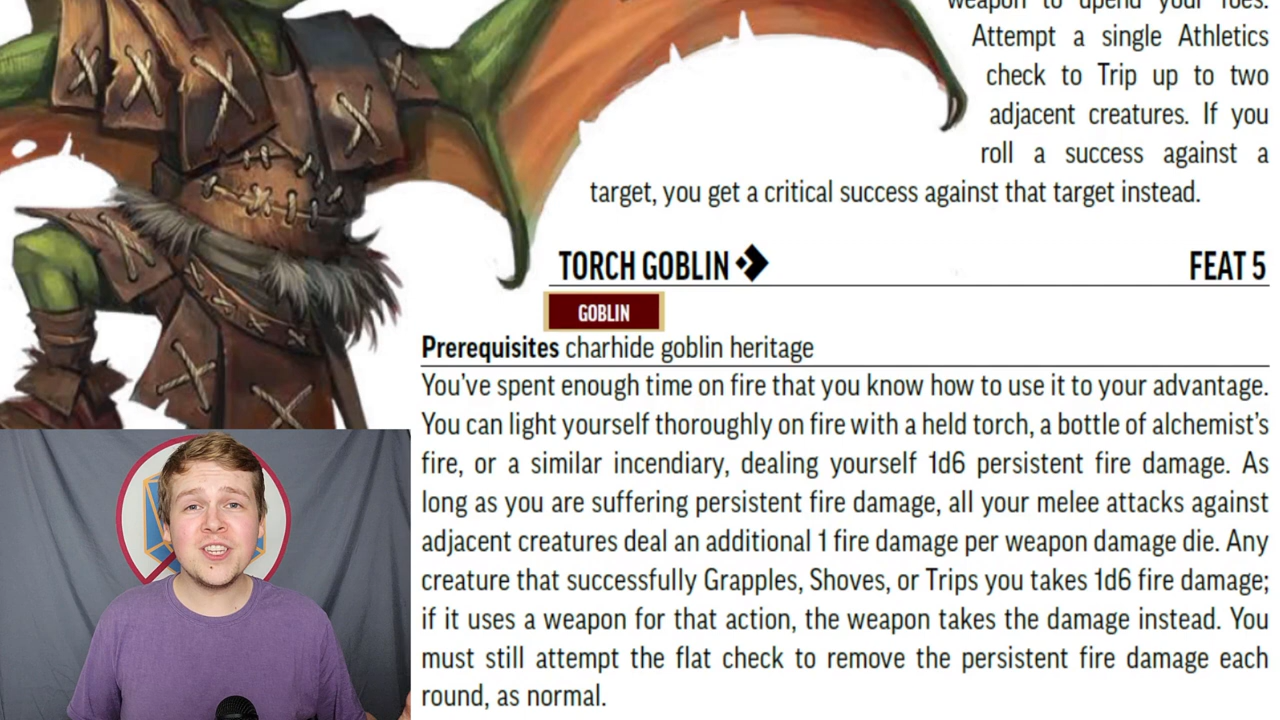 weapon to upend your foes.
Attempt a single Athletics
check to Trip up to two
adjacent creatures. If you
roll a success against a
target, you get a critical success against that target instead.
TORCH GOBLIN
FEAT 5
GOBLIN
Prerequisites charhide goblin heritage
You’ve spent enough time on fire that you know how to use it to your advantage.
You can light yourself thoroughly on fire with a held torch, a bottle of alchemist’s
fire, or a similar incendiary, dealing yourself 1d6 persistent fire damage. As
long as you are suffering persistent fire damage, all your melee attacks against
adjacent creatures deal an additional 1 fire damage per weapon damage die. Any
creature that successfully Grapples, Shoves, or Trips you takes 1d6 fire damage;
if it uses a weapon for that action, the weapon takes the damage instead. You
must still attempt the flat check to remove the persistent fire damage each
round, as normal.